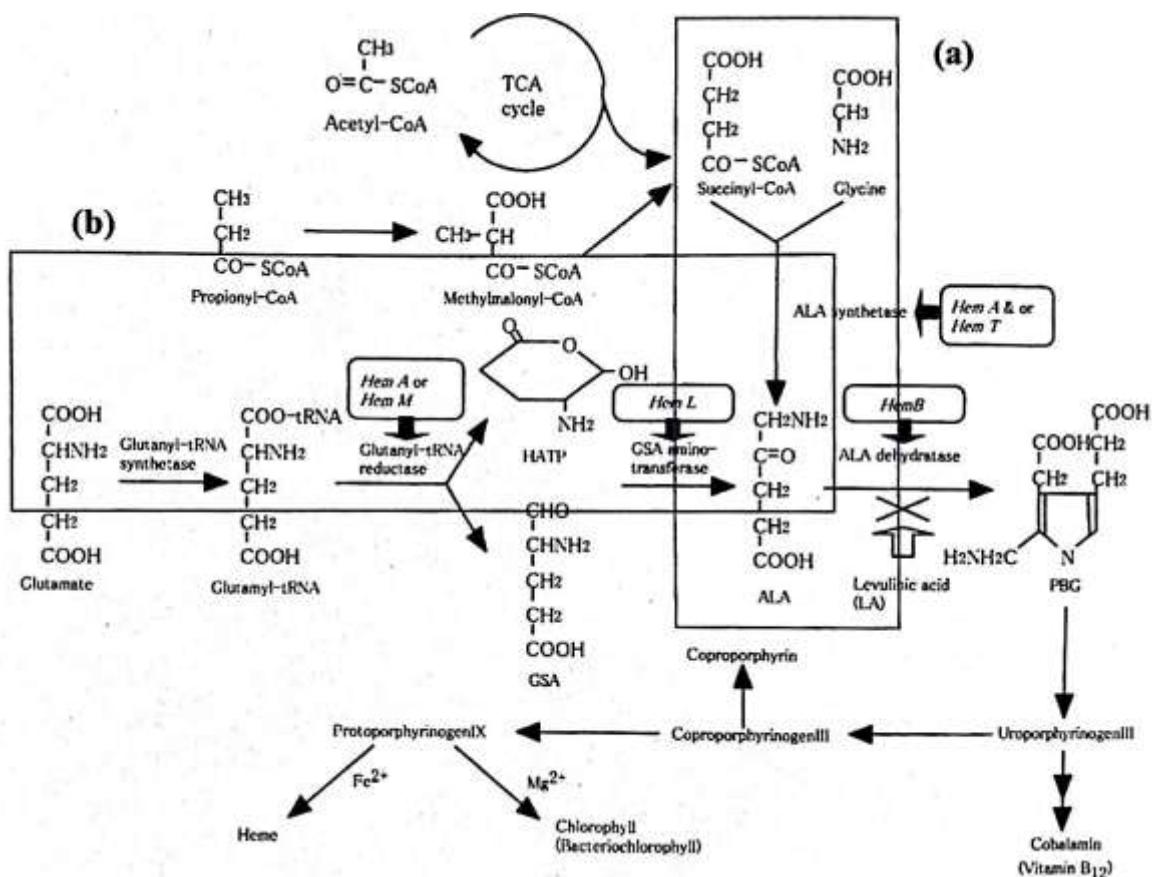 (a)
CH3
O=C-SCoA
Acetyl-CoA
TCA
cycle
COOH
CH2
CH2
CO-SCoA
Succinyl-CoA
COOH
CH3
NH2
Glycine
(b)
CH3
CH2
CO-SCoA
Propionyl-CoA
COOH
CH3-CH
CO-SCoA
Methylmalonyl-CoA
ALA synthetase
Hem A & or
Hem T
COOH
CHNH2
CH2
CH2
COOH
Glutamate
Glutanyl-tRNA
synthetase
COO-tRNA
CHNH2
CH2
CH2
COOH
Glutamyl-tRNA
Hem A or
Hem M
Glutanyl-tRNA
reductase
O
O
OH
NH2
HATP
CHO
CHNH2
CH2
CH2
COOH
GSA
Hem L
GSA amino-
transferase
CH2NH2
C=O
CH2
CH2
COOH
ALA
HemB
ALA dehydratase
Levulinic acid
(LA)
COOH
COOH
CH2
CH2
CH2
H2NH2C
N
PBG
Coproporphyrin
ProtoporphyrinogenIX
CoproporphyrinogenIII
UroporphyrinogenIII
Fe2+
Mg2+
Heme
Chlorophyll
(Bacteriochlorophyll)
Cobalamin
(Vitamin B12)